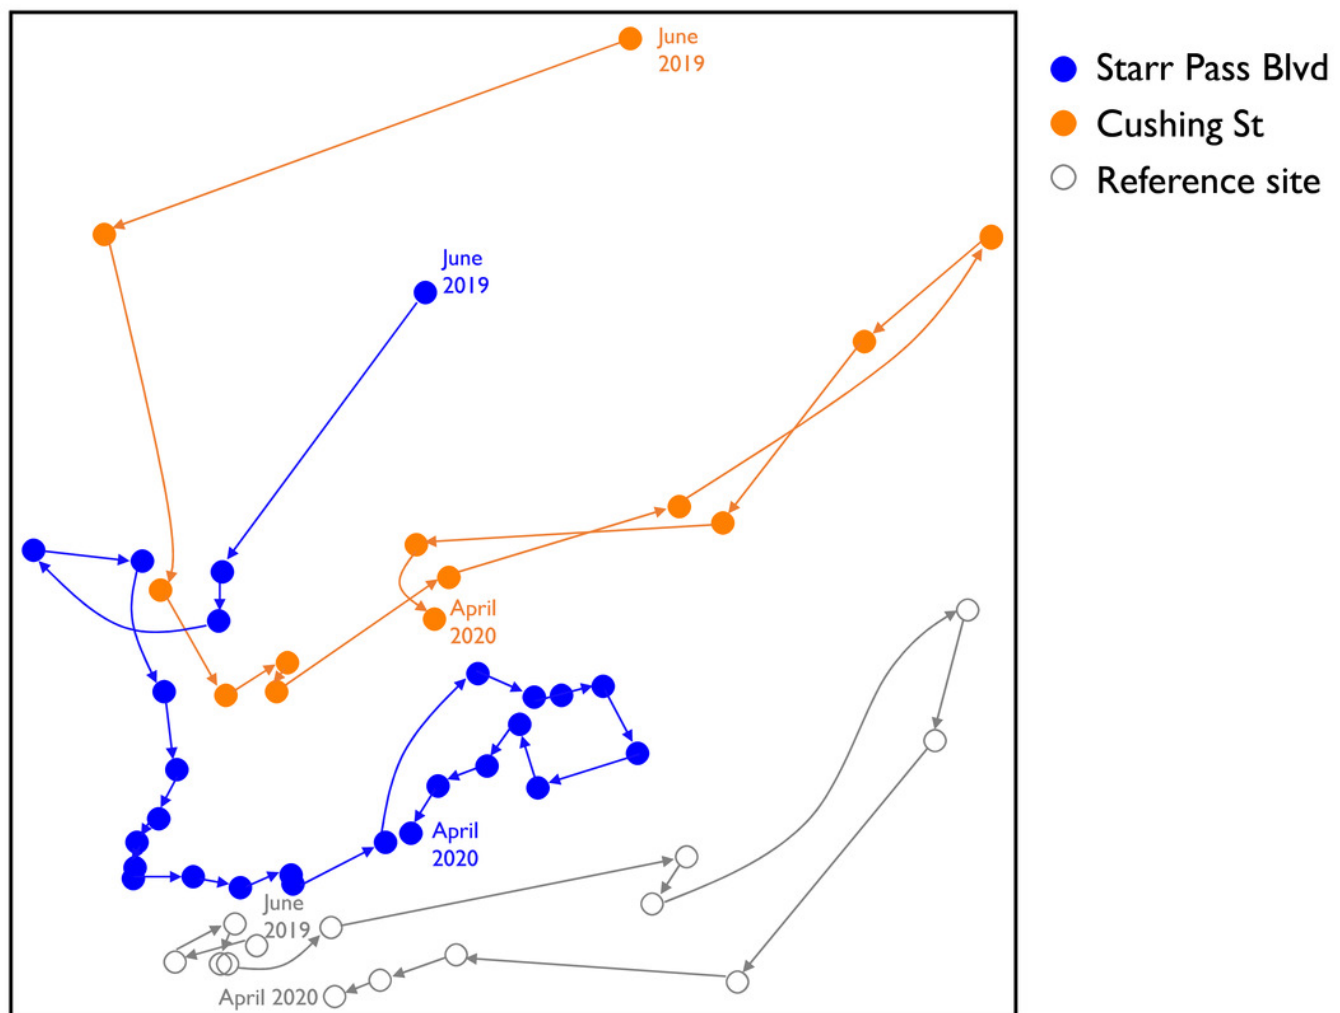 June
2019
Starr Pass Blvd
Cushing St
Reference site
June
2019
April
2020
April
2020
June
2019
April 2020